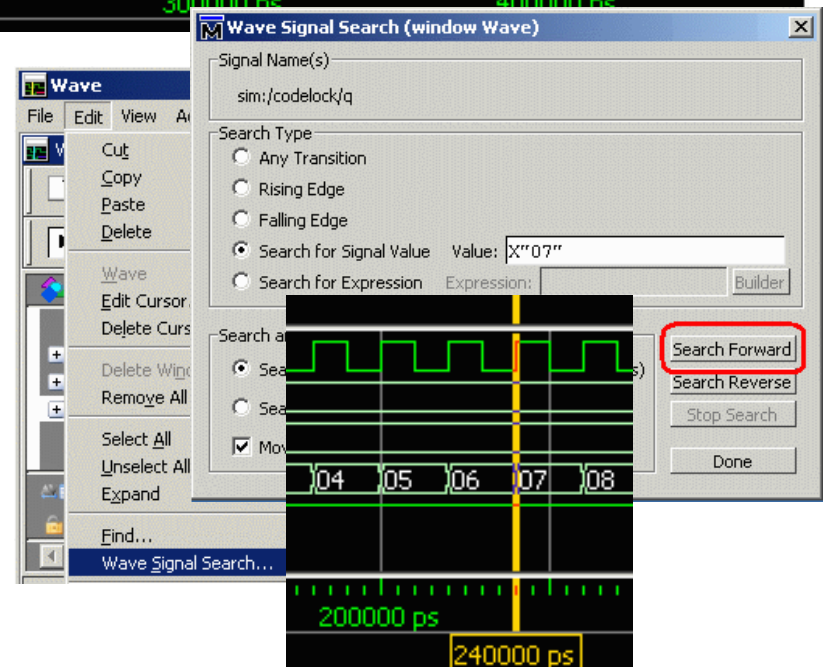 300000 ps 400000 ps
Wave Signal Search (window Wave)
Signal Name(s)
sim:/codelock/q
Search Type
Any Transition
Rising Edge
Falling Edge
Search for Signal Value Value: X"07"
Search for Expression Expression: Builder
Search Forward
Search Reverse
Stop Search
Done
Wave
File Edit View
Cut
Copy
Paste
Delete
Wave
Edit Cursor
Delete Curs
Delete Wind
Remove All
Select All
Unselect All
Expand
Find...
Wave Signal Search...
04 05 06 07 08
200000 ps
240000 ps